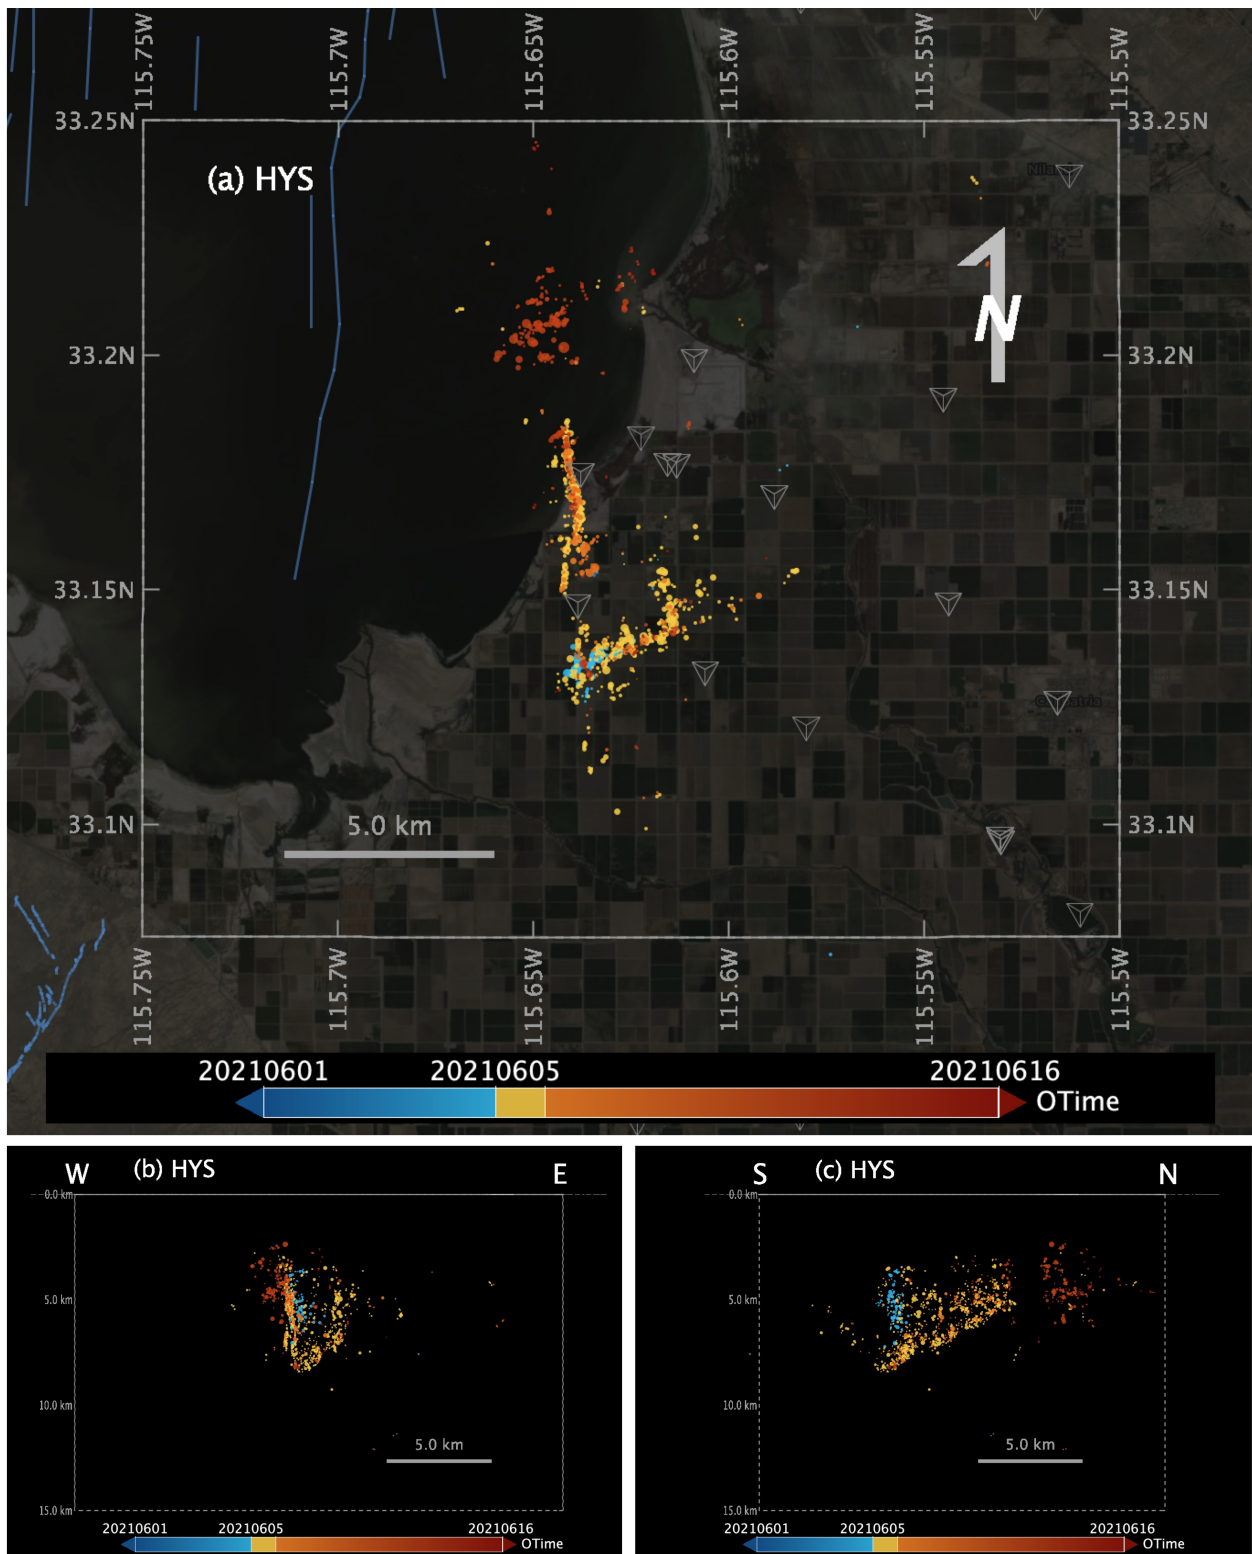 115.75W 115.7W 115.65W 115.6W 115.55W 115.5W
33.25N 33.25N
(a) HYS
N
33.2N 33.2N
33.15N 33.15N
33.1N 33.1N
5.0 km
115.75W 115.7W 115.65W 115.6W 115.55W 115.5W
20210601 20210605 20210616
OTime
W (b) HYS E
0.0 km
5.0 km
10.0 km
5.0 km
15.0 km
20210601 20210605 20210616
OTime
S (c) HYS N
0.0 km
5.0 km
10.0 km
5.0 km
15.0 km
20210601 20210605 20210616
OTime